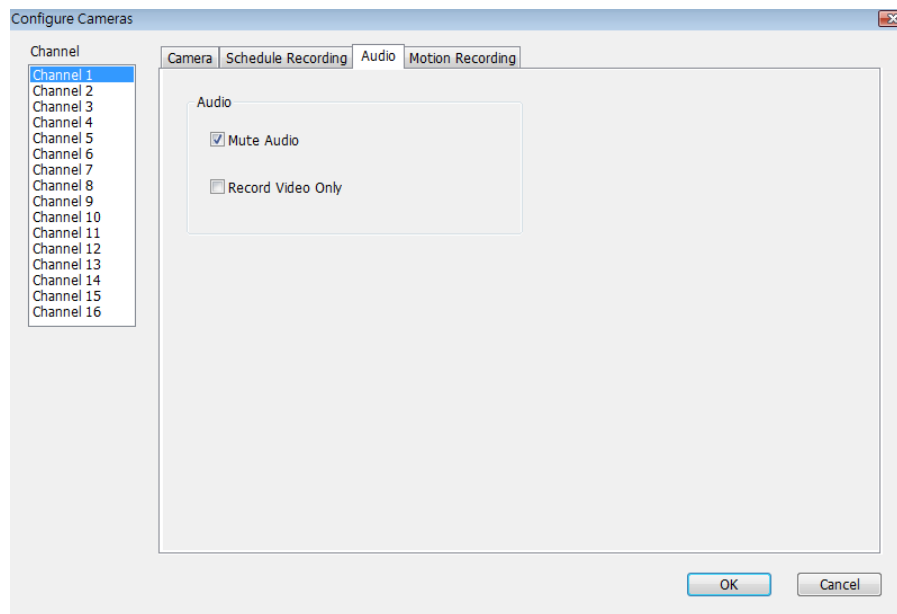 Configure Cameras
Channel
Channel 1
Channel 2
Channel 3
Channel 4
Channel 5
Channel 6
Channel 7
Channel 8
Channel 9
Channel 10
Channel 11
Channel 12
Channel 13
Channel 14
Channel 15
Channel 16
Camera Schedule Recording Audio Motion Recording
Audio
Mute Audio
Record Video Only
OK Cancel